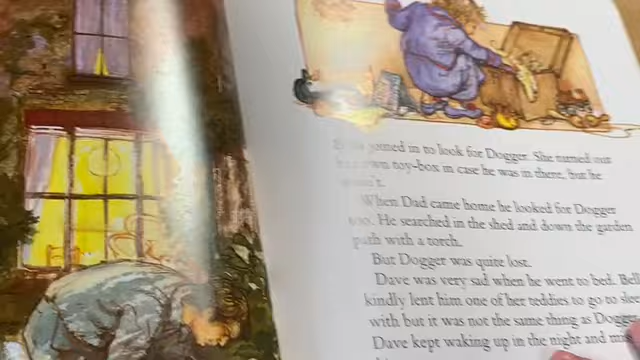 joined in to look for Dogger. She turned out
own toy-box in case he was in there, but he
When Dad came home he looked for Dogger
too. He searched in the shed and down the garden
path with a torch.
But Dogger was quite lost.
Dave was very sad when he went to bed.
kindly lent him one of her teddies to go to
with but it was not the same thing as
Dave kept waking up in the night and